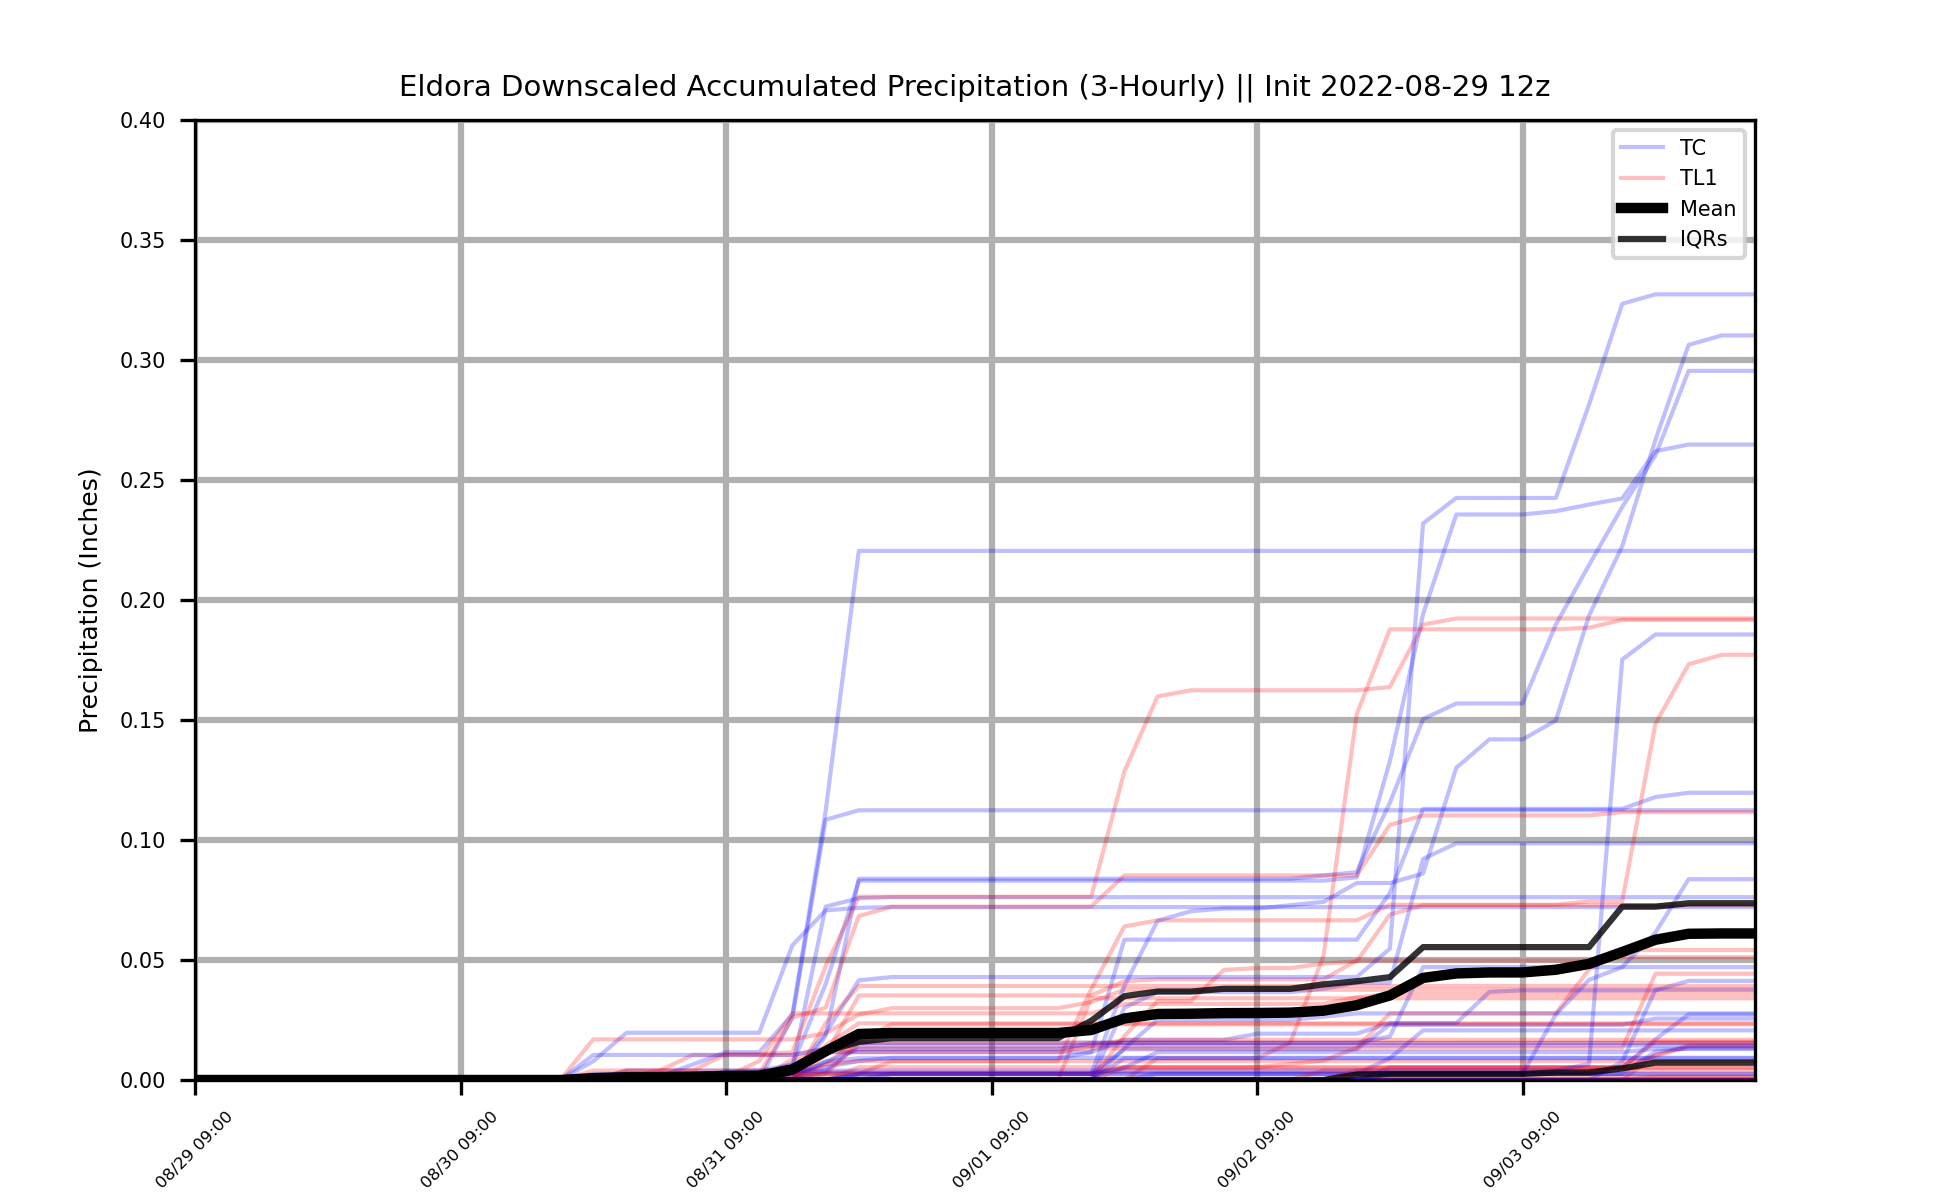 Eldora Downscaled Accumulated Precipitation (3-Hourly) || Init 2022-08-29 12z
Precipitation (Inches)
0.40
0.35
0.30
0.25
0.20
0.15
0.10
0.05
0.00
TC
TL1
Mean
IQRs
08/29 09:00
08/30 09:00
08/31 09:00
09/01 09:00
09/02 09:00
09/03 09:00